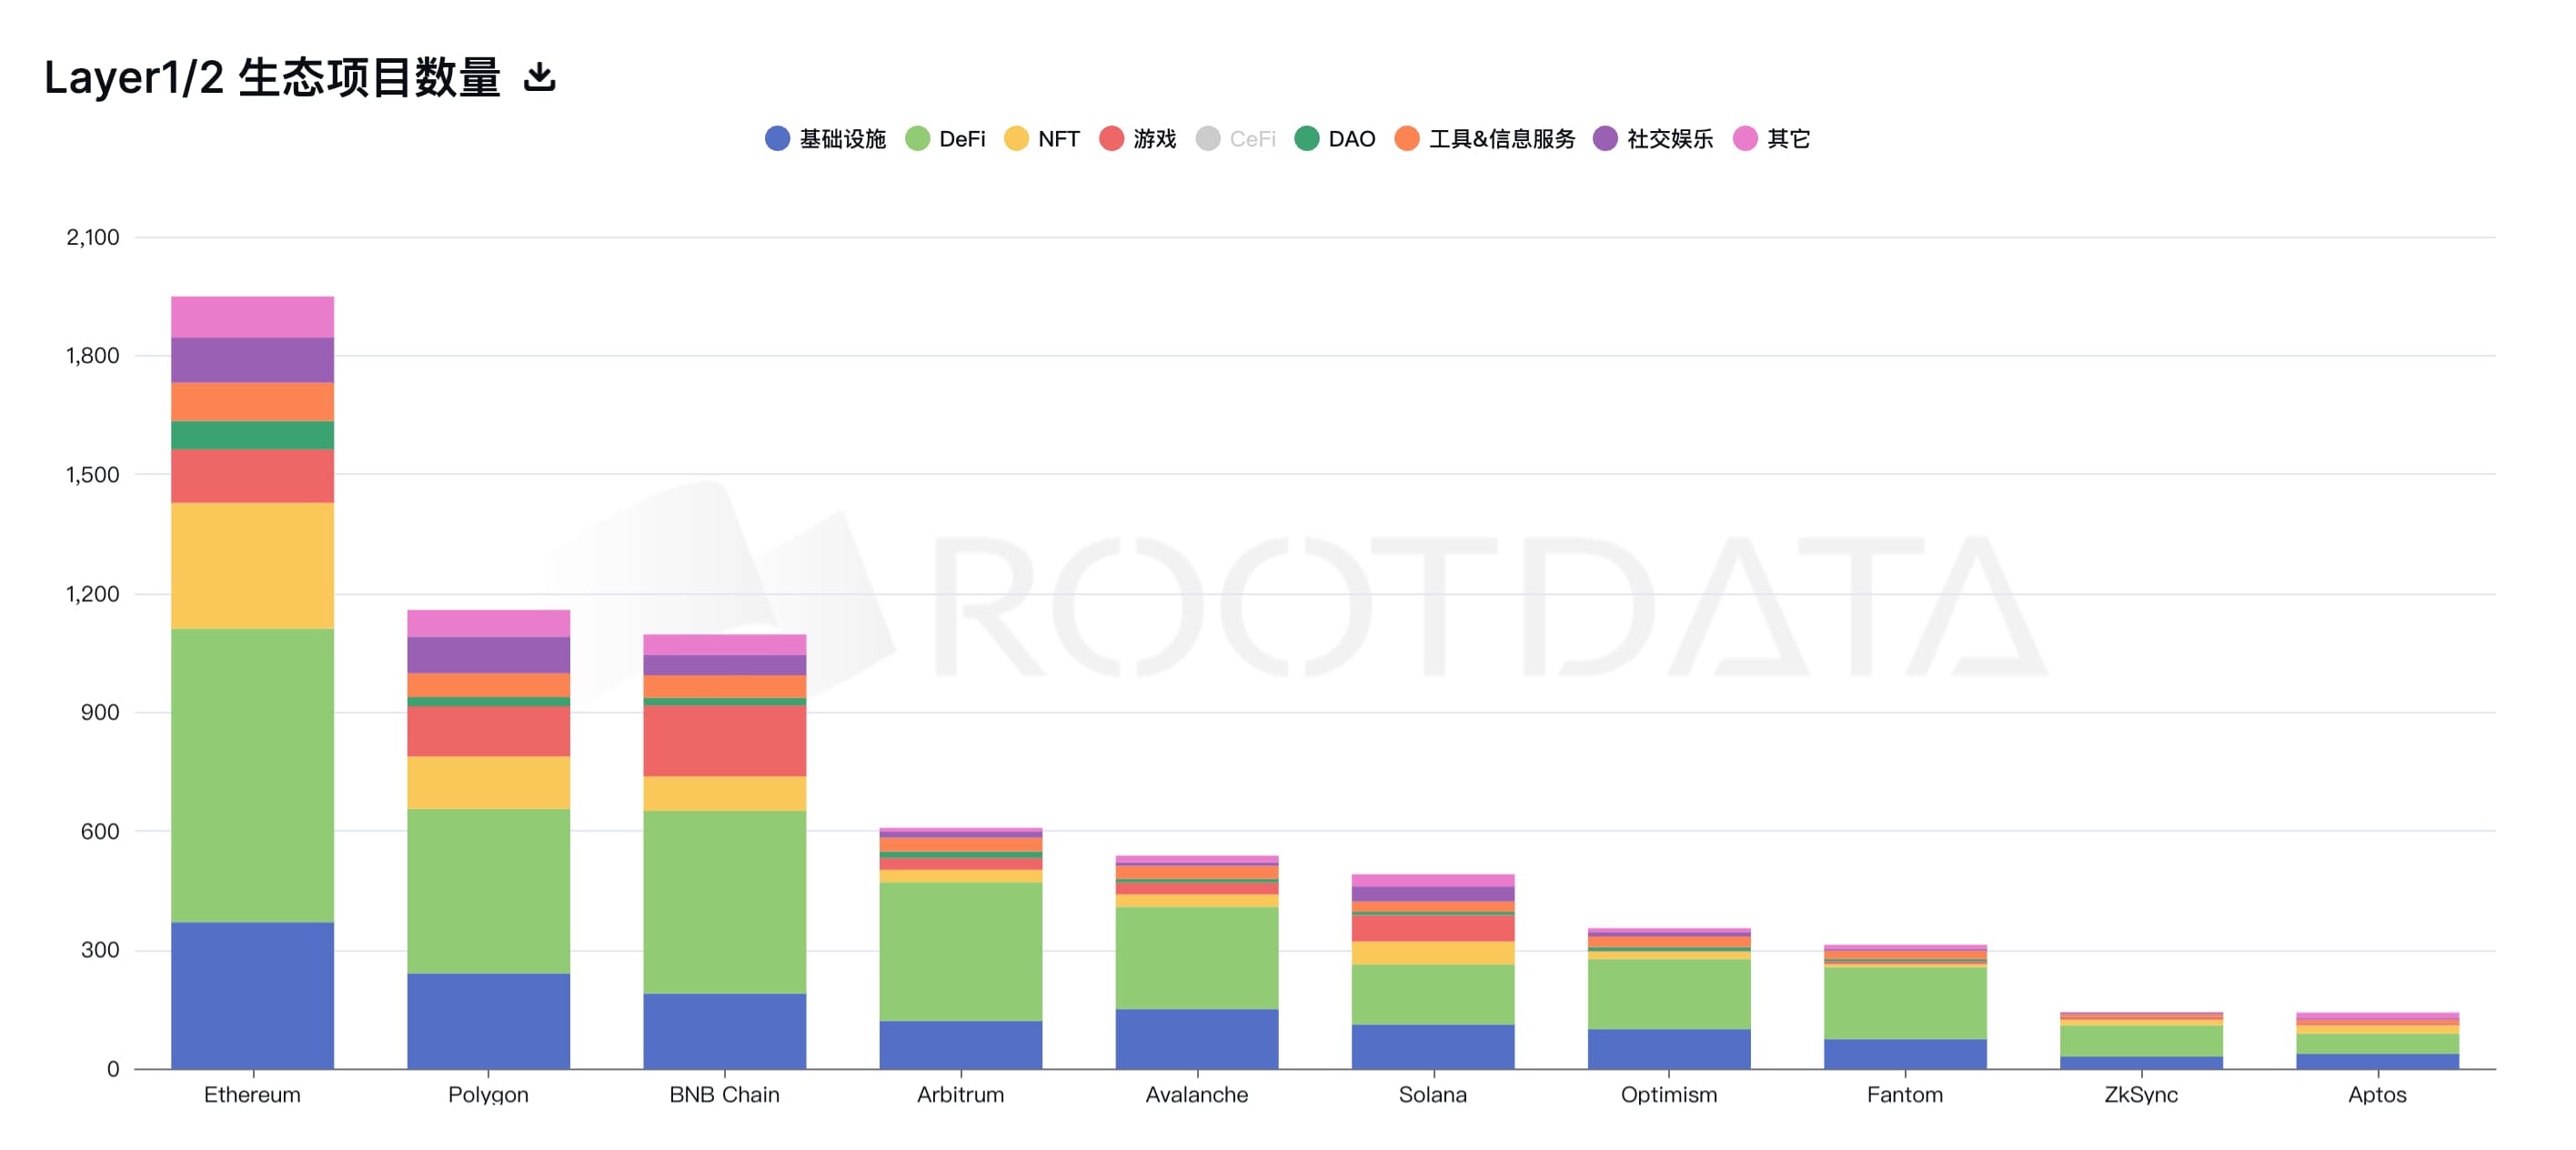 Layer1/2 生态项目数量
基础设施 DeFi NFT 游戏 CeFi DAO 工具&信息服务 社交娱乐 其它
2,100
1,800
1,500
1,200
900
600
300
0
ROOTDATA
Ethereum Polygon BNB Chain Arbitrum Avalanche Solana Optimism Fantom ZkSync Aptos